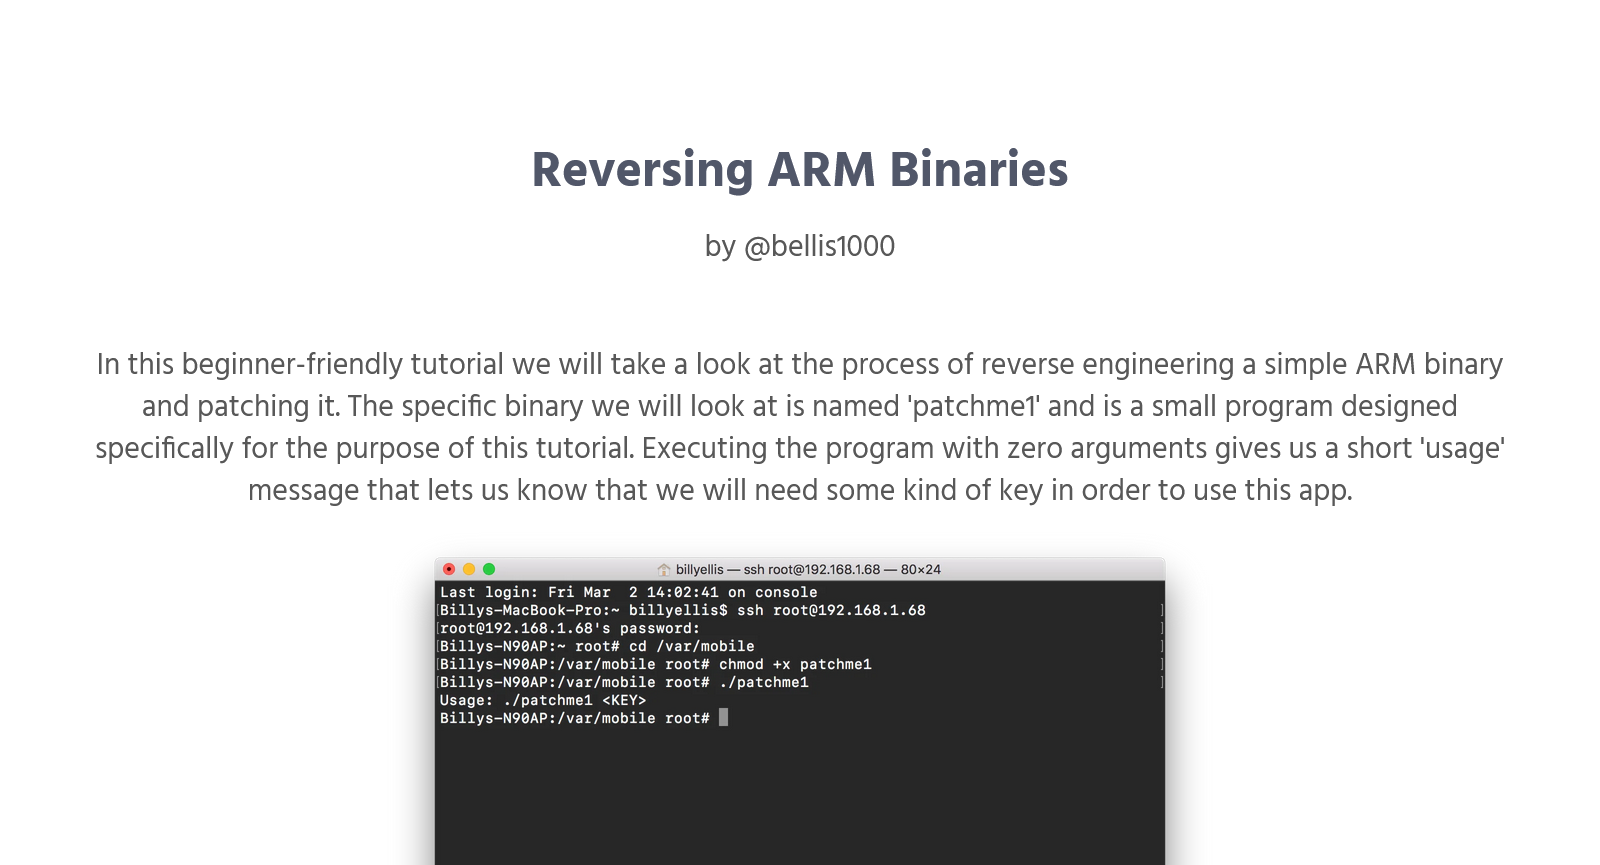 Reversing ARM Binaries
by @bellis1000
In this beginner-friendly tutorial we will take a look at the process of reverse engineering a simple ARM binary
and patching it. The specific binary we will look at is named 'patchme1' and is a small program designed
specifically for the purpose of this tutorial. Executing the program with zero arguments gives us a short 'usage'
message that lets us know that we will need some kind of key in order to use this app.
billyellis — ssh root@192.168.1.68 — 80×24
Last login: Fri Mar  2 14:02:41 on console
[Billys-MacBook-Pro:~ billyellis$ ssh root@192.168.1.68 ]
[root@192.168.1.68's password: ]
[Billys-N90AP:~ root# cd /var/mobile ]
[Billys-N90AP:/var/mobile root# chmod +x patchme1 ]
[Billys-N90AP:/var/mobile root# ./patchme1 ]
Usage: ./patchme1 <KEY>
Billys-N90AP:/var/mobile root#